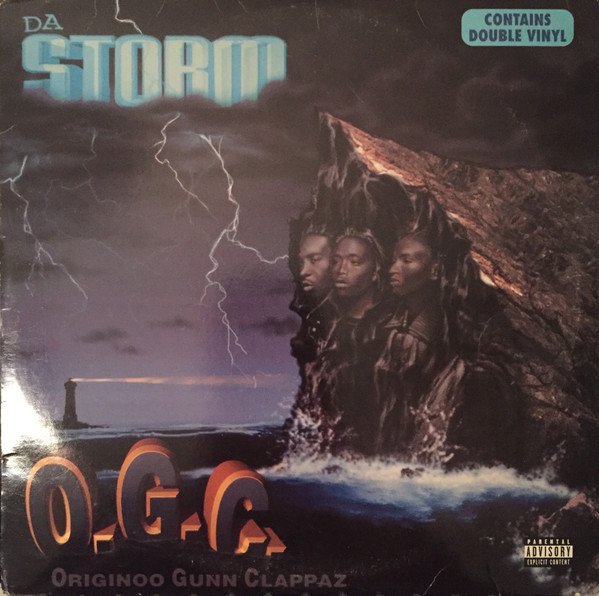 DA
STORM
CONTAINS
DOUBLE VINYL
O.G.C.
ORIGINOO GUNN CLAPPAZ
PARENTAL
ADVISORY
EXPLICIT CONTENT